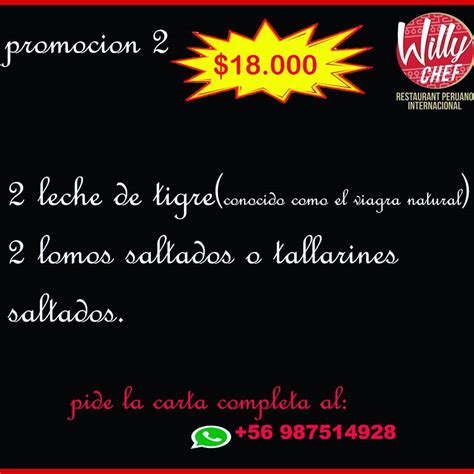 promocion 2
$18.000
Willy
CHEF
RESTAURANT PERUANO
INTERNACIONAL
2 leche de tigre(conocido como el viagra natural)
2 lomos saltados o tallarines
saltados.
pide la carta completa al:
+56 987514928